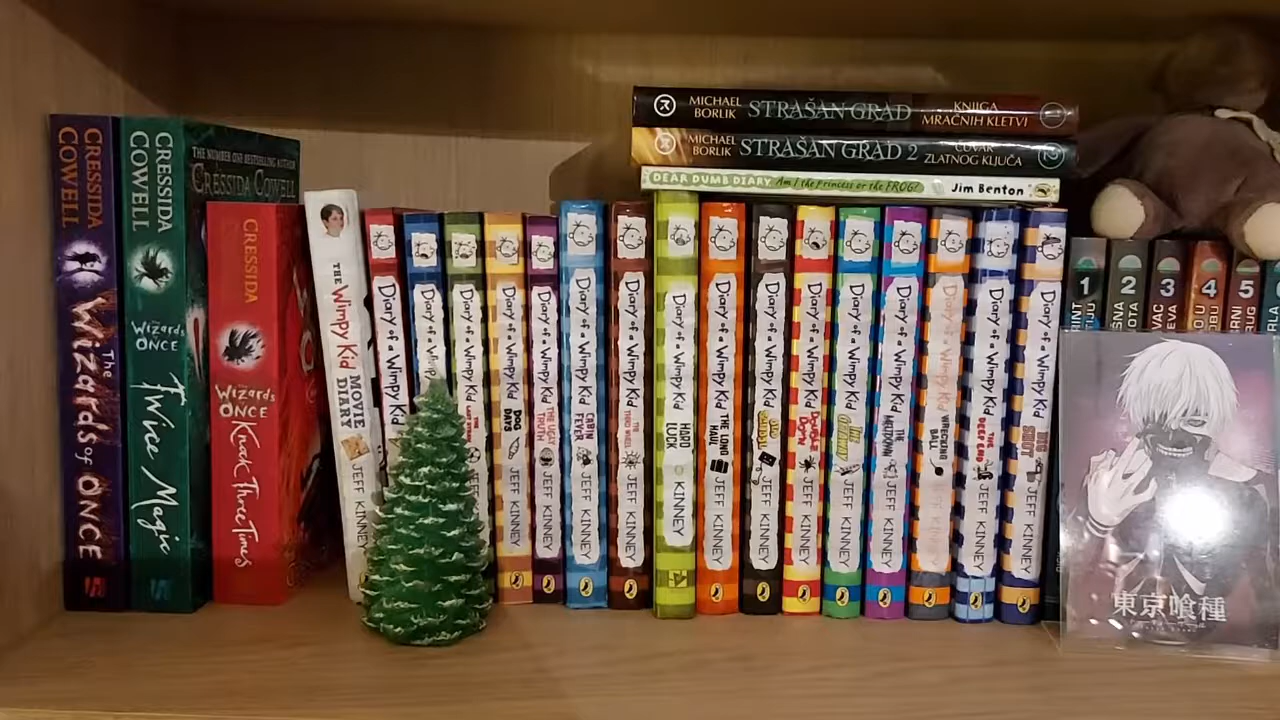 CRESSIDA COWELL
The Wizards of ONCE
CRESSIDA COWELL
The Wizards of ONCE
Twice Magic
THE NUMBER ONE BESTSELLING AUTHOR
CRESSIDA COWELL
CRESSIDA
The Wizards of ONCE
Knock Three Times
THE Wimpy Kid MOVIE DIARY
JEFF KINNEY
Diary of a Wimpy Kid
Diary of a Wimpy Kid
Diary of a Wimpy Kid THE
Diary of a Wimpy Kid DOG DAYS JEFF KINNEY
Diary of a Wimpy Kid THE UGLY TRUTH JEFF KINNEY
Diary of a Wimpy Kid CABIN FEVER JEFF KINNEY
Diary of a Wimpy Kid THE THIRD WHEEL JEFF KINNEY
Diary of a Wimpy Kid HARD LUCK KINNEY
Diary of a Wimpy Kid THE LONG HAUL JEFF KINNEY
Diary of a Wimpy Kid OLD SCHOOL JEFF KINNEY
Diary of a Wimpy Kid DOUBLE DOWN JEFF KINNEY
Diary of a Wimpy Kid THE GETAWAY JEFF KINNEY
Diary of a Wimpy Kid THE MELTDOWN JEFF KINNEY
Diary of a Wimpy Kid WRECKING BALL JEFF KINNEY
Diary of a Wimpy Kid THE DEEP END JEFF KINNEY
Diary of a Wimpy Kid BIG SHOT JEFF KINNEY
MICHAEL BORLIK STRAŠAN GRAD KNJIGA MRAČNIH KLETVI 1
MICHAEL BORLIK STRAŠAN GRAD 2 ČUVAR ZLATNOG KLJUČA 2
DEAR DUMB DIARY Am I the Princess or the FROG? Jim Benton
1
2
3
4
5
東京喰種